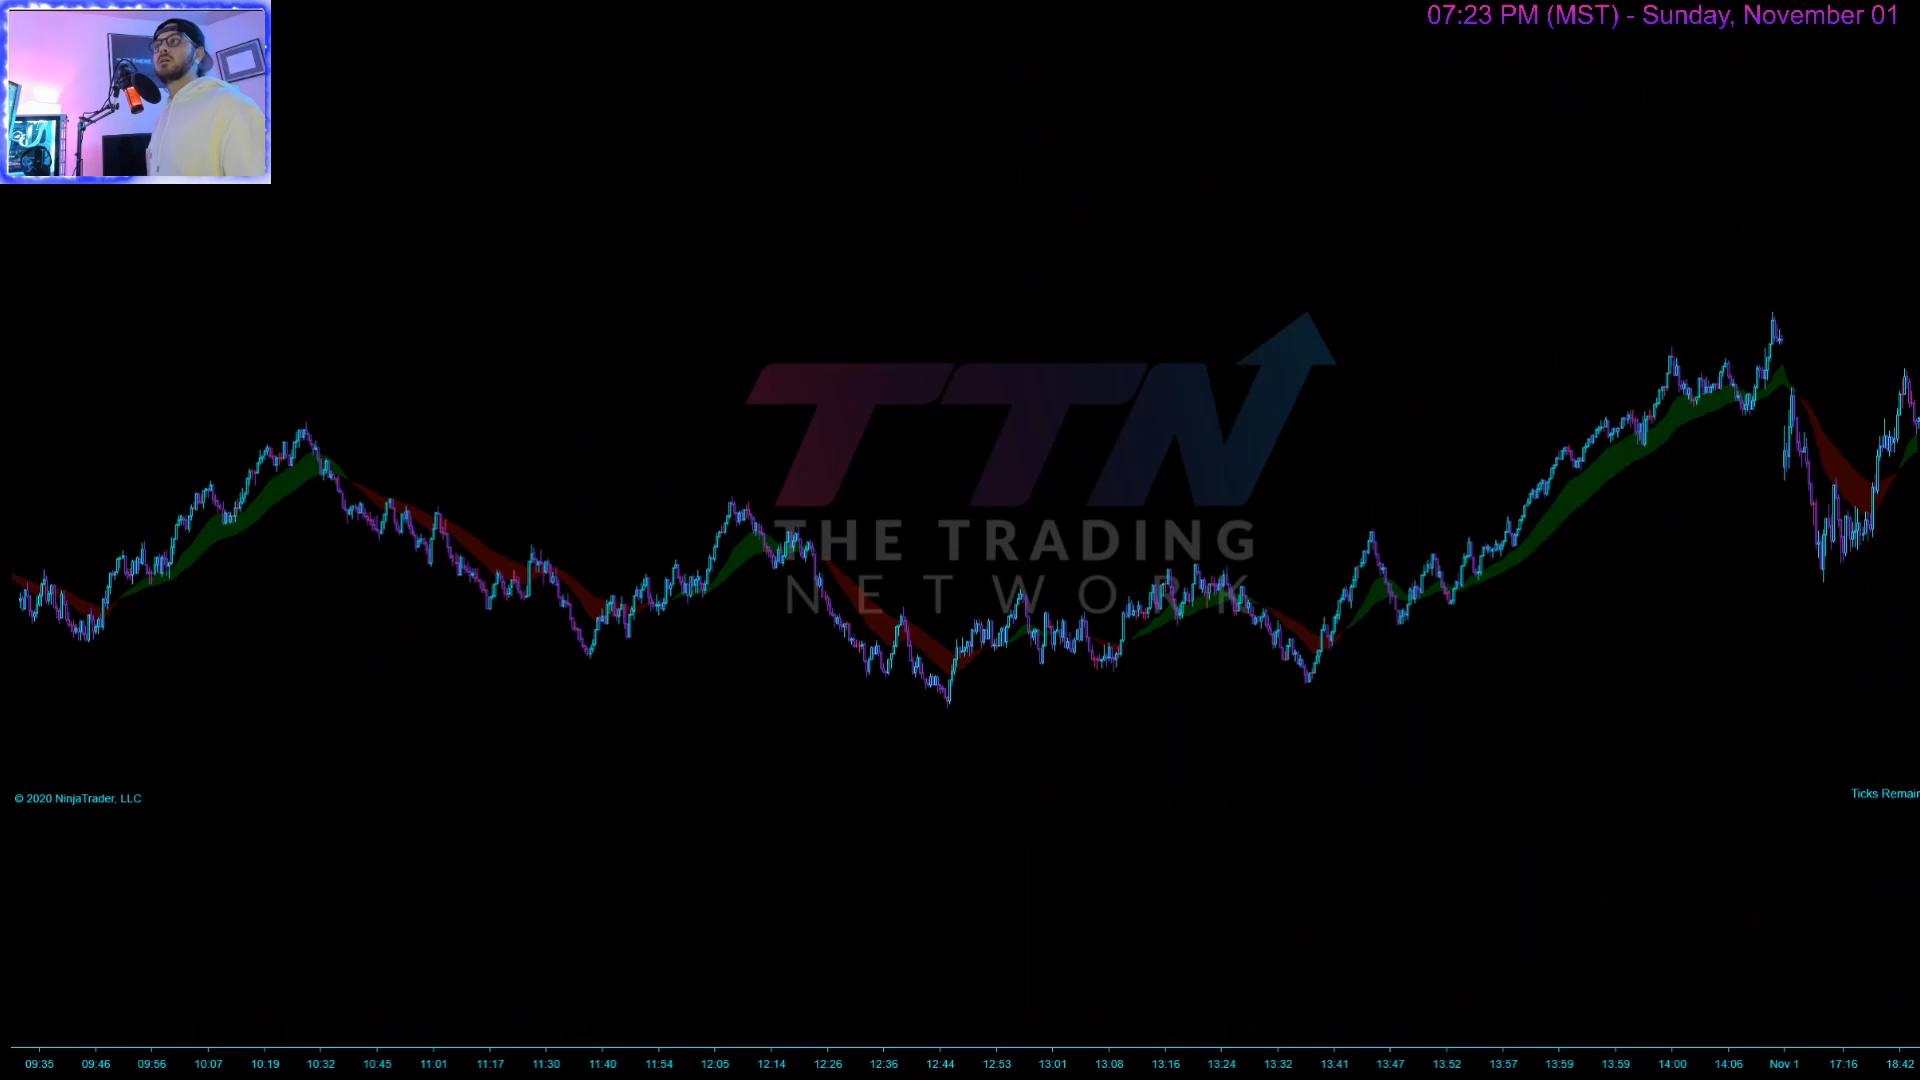 07:23 PM (MST) - Sunday, November 01
TTN
THE TRADING
NETWORK
© 2020 NinjaTrader, LLC
Ticks Remain
09:35 09:46 09:56 10:07 10:19 10:32 10:45 11:01 11:17 11:30 11:40 11:54 12:05 12:14 12:26 12:36 12:44 12:53 13:01 13:08 13:16 13:24 13:32 13:41 13:47 13:52 13:57 13:59 13:59 14:00 14:06 Nov 1 17:16 18:42